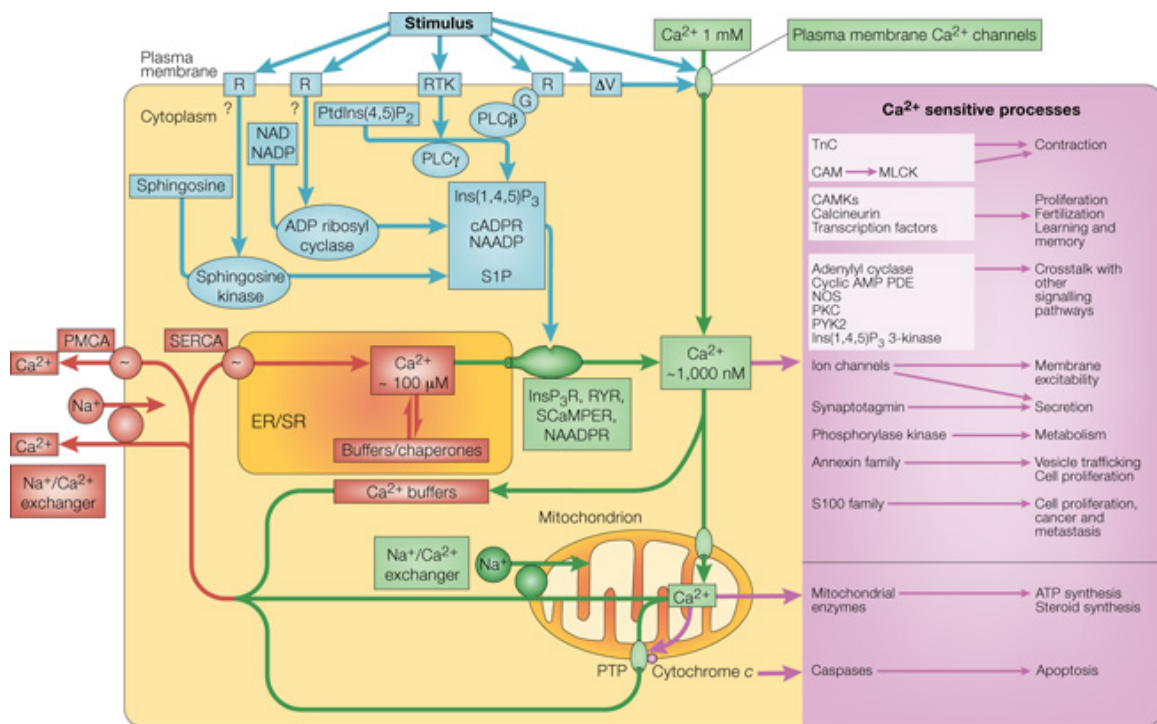 Stimulus
Ca²⁺ 1 mM
Plasma membrane Ca²⁺ channels
Plasma
membrane
R
R
RTK
R
ΔV
?
?
G
Cytoplasm
PtdIns(4,5)P₂
PLCβ
NAD
NADP
PLCγ
Sphingosine
Ins(1,4,5)P₃
cADPR
NAADP
S1P
ADP ribosyl
cyclase
Sphingosine
kinase
PMCA
SERCA
Ca²⁺
~
~
Ca²⁺
~ 100 μM
Ca²⁺
~1,000 nM
Na⁺
ER/SR
InsP₃R, RYR,
SCaMPER,
NAADPR
Ca²⁺
Buffers/chaperones
Na⁺/Ca²⁺
exchanger
Ca²⁺ buffers
Mitochondrion
Na⁺/Ca²⁺
exchanger
Na⁺
Ca²⁺
PTP
Cytochrome c
Ca²⁺ sensitive processes
TnC
Contraction
CAM
MLCK
CAMKs
Calcineurin
Transcription factors
Proliferation
Fertilization
Learning and
memory
Adenylyl cyclase
Cyclic AMP PDE
NOS
PKC
PYK2
Ins(1,4,5)P₃ 3-kinase
Crosstalk with
other
signalling
pathways
Ion channels
Membrane
excitability
Synaptotagmin
Secretion
Phosphorylase kinase
Metabolism
Annexin family
Vesicle trafficking
Cell proliferation
S100 family
Cell proliferation,
cancer and
metastasis
Mitochondrial
enzymes
ATP synthesis
Steroid synthesis
Caspases
Apoptosis